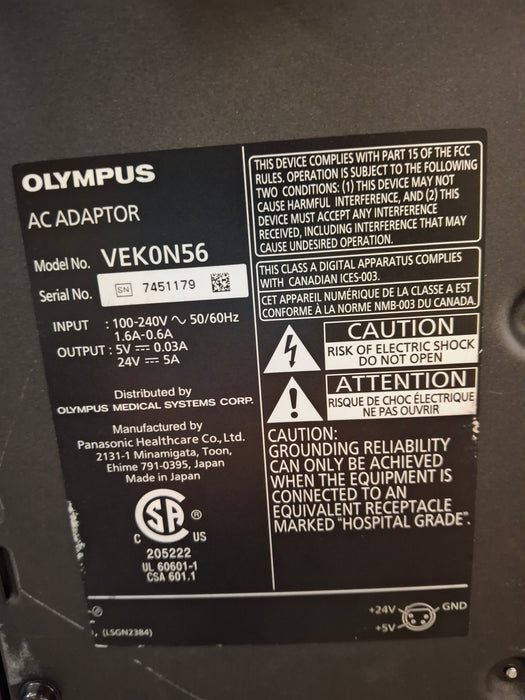 OLYMPUS
AC ADAPTOR
Model No. VEK0N56
Serial No. SN 7451179
INPUT : 100-240V ∿ 50/60Hz
1.6A-0.6A
OUTPUT : 5V ⎓ 0.03A
24V ⎓ 5A
Distributed by
OLYMPUS MEDICAL SYSTEMS CORP.
Manufactured by
Panasonic Healthcare Co., Ltd.
2131-1 Minamigata, Toon,
Ehime 791-0395, Japan
Made in Japan
SA ®
C US
205222
UL 60601-1
CSA 601.1
(LSGN2384)
THIS DEVICE COMPLIES WITH PART 15 OF THE FCC
RULES. OPERATION IS SUBJECT TO THE FOLLOWING
TWO CONDITIONS: (1) THIS DEVICE MAY NOT
CAUSE HARMFUL INTERFERENCE, AND (2) THIS
DEVICE MUST ACCEPT ANY INTERFERENCE
RECEIVED, INCLUDING INTERFERENCE THAT MAY
CAUSE UNDESIRED OPERATION.
THIS CLASS A DIGITAL APPARATUS COMPLIES
WITH CANADIAN ICES-003.
CET APPAREIL NUMÉRIQUE DE LA CLASSE A EST
CONFORME À LA NORME NMB-003 DU CANADA.
CAUTION
RISK OF ELECTRIC SHOCK
DO NOT OPEN
ATTENTION
RISQUE DE CHOC ÉLECTRIQUE
NE PAS OUVRIR
CAUTION:
GROUNDING RELIABILITY
CAN ONLY BE ACHIEVED
WHEN THE EQUIPMENT IS
CONNECTED TO AN
EQUIVALENT RECEPTACLE
MARKED "HOSPITAL GRADE".
+24V GND
+5V